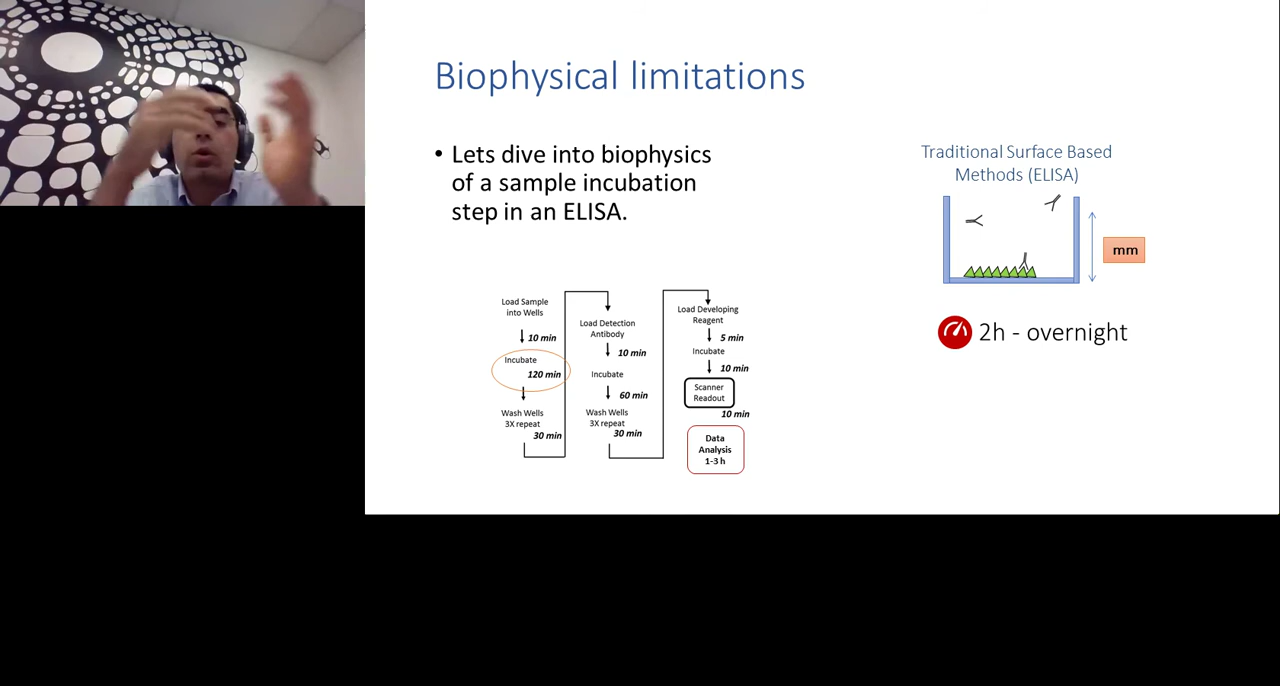 Biophysical limitations
• Lets dive into biophysics
of a sample incubation
step in an ELISA.
Load Sample
into Wells
10 min
Incubate
120 min
Wash Wells
3X repeat
30 min
Load Detection
Antibody
10 min
Incubate
60 min
Wash Wells
3X repeat
30 min
Load Developing
Reagent
5 min
Incubate
10 min
Scanner
Readout
10 min
Data
Analysis
1-3 h
Traditional Surface Based
Methods (ELISA)
mm
2h - overnight